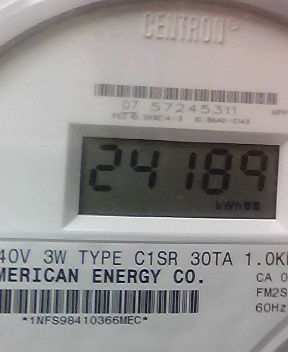 CENTRON®
07 57245311
24189
kWh
40V 3W TYPE C1SR 30TA 1.0K
MERICAN ENERGY CO.
CA 0
FM2S
60Hz
*1NFS98410366MEC*